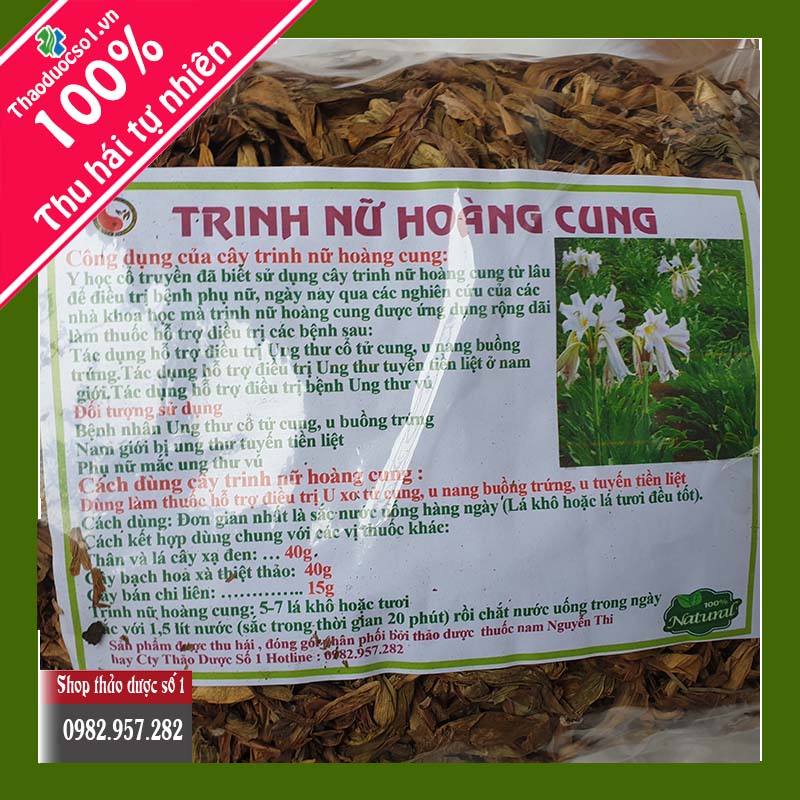 Thaoduocso1.vn
100%
Thu hái tự nhiên
TRINH NỮ HOÀNG CUNG
Công dụng của cây trinh nữ hoàng cung:
Y học cổ truyền đã biết sử dụng cây trinh nữ hoàng cung từ lâu
để điều trị bệnh phụ nữ, ngày nay qua các nghiên cứu của các
nhà khoa học mà trinh nữ hoàng cung được ứng dụng rộng dãi
làm thuốc hỗ trợ điều trị các bệnh sau:
Tác dụng hỗ trợ điều trị Ung thư cổ tử cung, u nang buồng
trứng.Tác dụng hỗ trợ điều trị Ung thư tuyến tiền liệt ở nam
giới.Tác dụng hỗ trợ điều trị bệnh Ung thư vú
Đối tượng sử dụng
Bệnh nhân Ung thư cổ tử cung, u buồng trứng
Nam giới bị ung thư tuyến tiền liệt
Phụ nữ mắc ung thư vú
Cách dùng cây trinh nữ hoàng cung :
Dùng làm thuốc hỗ trợ điều trị U xơ tử cung, u nang buồng trứng, u tuyến tiền liệt
Cách dùng: Đơn giản nhất là sắc nước uống hàng ngày (Lá khô hoặc lá tươi đều tốt).
Cách kết hợp dùng chung với các vị thuốc khác:
Thân và lá cây xạ đen: … 40g
Cây bạch hoa xà thiệt thảo: 40g
Cây bán chi liên: ………….. 15g
Trinh nữ hoàng cung: 5-7 lá khô hoặc tươi
với 1,5 lít nước (sắc trong thời gian 20 phút) rồi chắt nước uống trong ngày
Sản phẩm được thu hái , đóng gói phân phối bởi thảo dược thuốc nam Nguyễn Thi
hay Cty Thảo Dược Số 1 Hotline : 0982.957.282
100%
Natural
Shop thảo dược số 1
0982.957.282